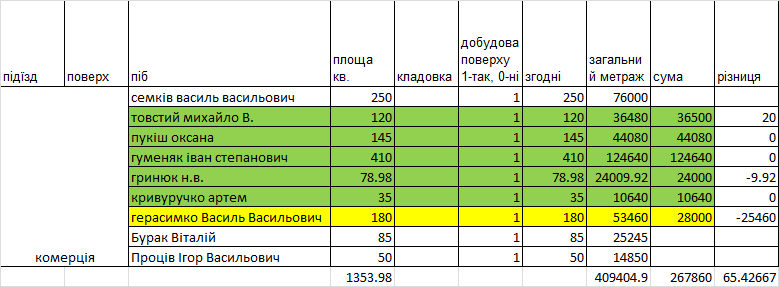 підїзд поверх піб площа кв. кладовка добудова поверху 1-так, 0-ні згодні загальний метраж сума різниця
семків василь васильович 250 1 250 76000
товстий михайло В. 120 1 120 36480 36500 20
пукіш оксана 145 1 145 44080 44080 0
гуменяк іван степанович 410 1 410 124640 124640 0
гринюк н.в. 78.98 1 78.98 24009.92 24000 -9.92
кривуручко артем 35 1 35 10640 10640 0
герасимко Василь Васильович 180 1 180 53460 28000 -25460
Бурак Віталій 85 1 85 25245
комерція Проців Ігор Васильович 50 1 50 14850
1353.98 409404.9 267860 65.42667